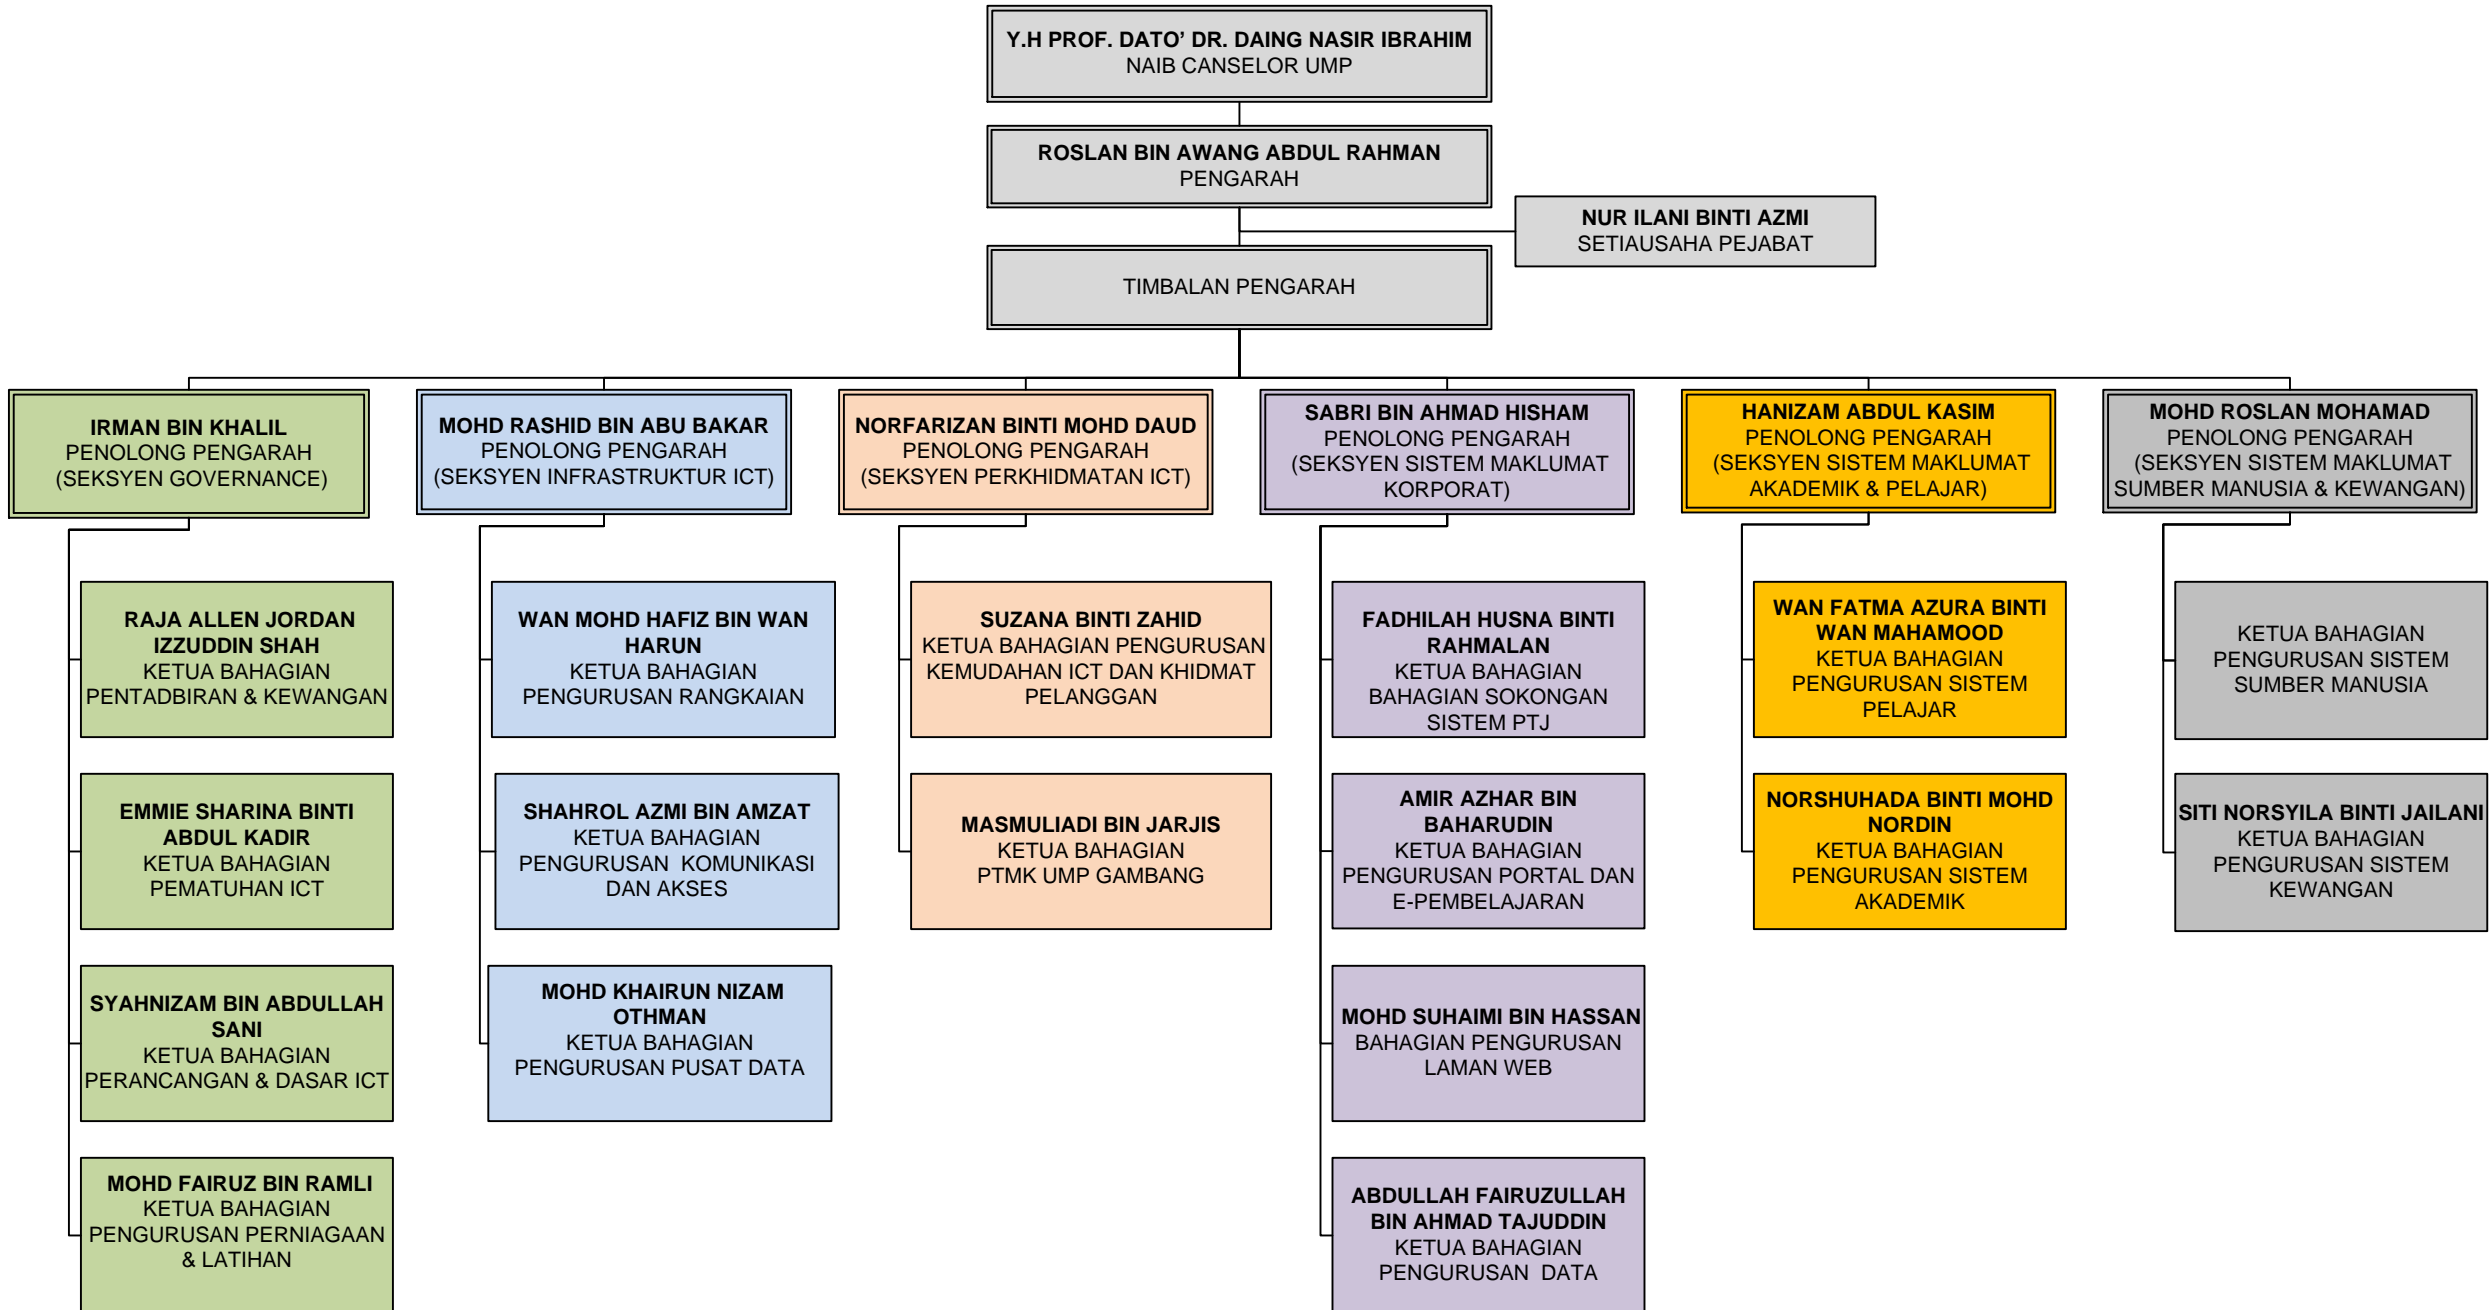 Y.H PROF. DATO’ DR. DAING NASIR IBRAHIM
NAIB CANSELOR UMP
ROSLAN BIN AWANG ABDUL RAHMAN
PENGARAH
NUR ILANI BINTI AZMI
SETIAUSAHA PEJABAT
TIMBALAN PENGARAH
IRMAN BIN KHALIL
PENOLONG PENGARAH
(SEKSYEN GOVERNANCE)
MOHD RASHID BIN ABU BAKAR
PENOLONG PENGARAH
(SEKSYEN INFRASTRUKTUR ICT)
NORFARIZAN BINTI MOHD DAUD
PENOLONG PENGARAH
(SEKSYEN PERKHIDMATAN ICT)
SABRI BIN AHMAD HISHAM
PENOLONG PENGARAH
(SEKSYEN SISTEM MAKLUMAT
KORPORAT)
HANIZAM ABDUL KASIM
PENOLONG PENGARAH
(SEKSYEN SISTEM MAKLUMAT
AKADEMIK & PELAJAR)
MOHD ROSLAN MOHAMAD
PENOLONG PENGARAH
(SEKSYEN SISTEM MAKLUMAT
SUMBER MANUSIA & KEWANGAN)
RAJA ALLEN JORDAN
IZZUDDIN SHAH
KETUA BAHAGIAN
PENTADBIRAN & KEWANGAN
WAN MOHD HAFIZ BIN WAN
HARUN
KETUA BAHAGIAN
PENGURUSAN RANGKAIAN
SUZANA BINTI ZAHID
KETUA BAHAGIAN PENGURUSAN
KEMUDAHAN ICT DAN KHIDMAT
PELANGGAN
FADHILAH HUSNA BINTI
RAHMALAN
KETUA BAHAGIAN
BAHAGIAN SOKONGAN
SISTEM PTJ
WAN FATMA AZURA BINTI
WAN MAHAMOOD
KETUA BAHAGIAN
PENGURUSAN SISTEM
PELAJAR
KETUA BAHAGIAN
PENGURUSAN SISTEM
SUMBER MANUSIA
EMMIE SHARINA BINTI
ABDUL KADIR
KETUA BAHAGIAN
PEMATUHAN ICT
SHAHROL AZMI BIN AMZAT
KETUA BAHAGIAN
PENGURUSAN KOMUNIKASI
DAN AKSES
MASMULIADI BIN JARJIS
KETUA BAHAGIAN
PTMK UMP GAMBANG
AMIR AZHAR BIN
BAHARUDIN
KETUA BAHAGIAN
PENGURUSAN PORTAL DAN
E-PEMBELAJARAN
NORSHUHADA BINTI MOHD
NORDIN
KETUA BAHAGIAN
PENGURUSAN SISTEM
AKADEMIK
SITI NORSYILA BINTI JAILANI
KETUA BAHAGIAN
PENGURUSAN SISTEM
KEWANGAN
SYAHNIZAM BIN ABDULLAH
SANI
KETUA BAHAGIAN
PERANCANGAN & DASAR ICT
MOHD KHAIRUN NIZAM
OTHMAN
KETUA BAHAGIAN
PENGURUSAN PUSAT DATA
MOHD SUHAIMI BIN HASSAN
BAHAGIAN PENGURUSAN
LAMAN WEB
MOHD FAIRUZ BIN RAMLI
KETUA BAHAGIAN
PENGURUSAN PERNIAGAAN
& LATIHAN
ABDULLAH FAIRUZULLAH
BIN AHMAD TAJUDDIN
KETUA BAHAGIAN
PENGURUSAN DATA